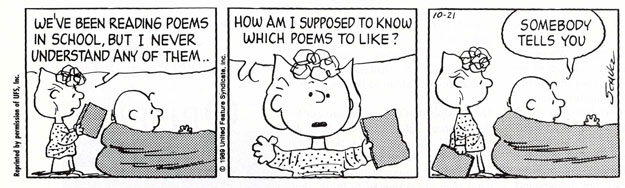 WE'VE BEEN READING POEMS
IN SCHOOL, BUT I NEVER
UNDERSTAND ANY OF THEM..
Reprinted by permission of UFS, Inc.
HOW AM I SUPPOSED TO KNOW
WHICH POEMS TO LIKE?
© 1989 United Feature Syndicate, Inc.
10-21
SOMEBODY
TELLS YOU
SCHULZ